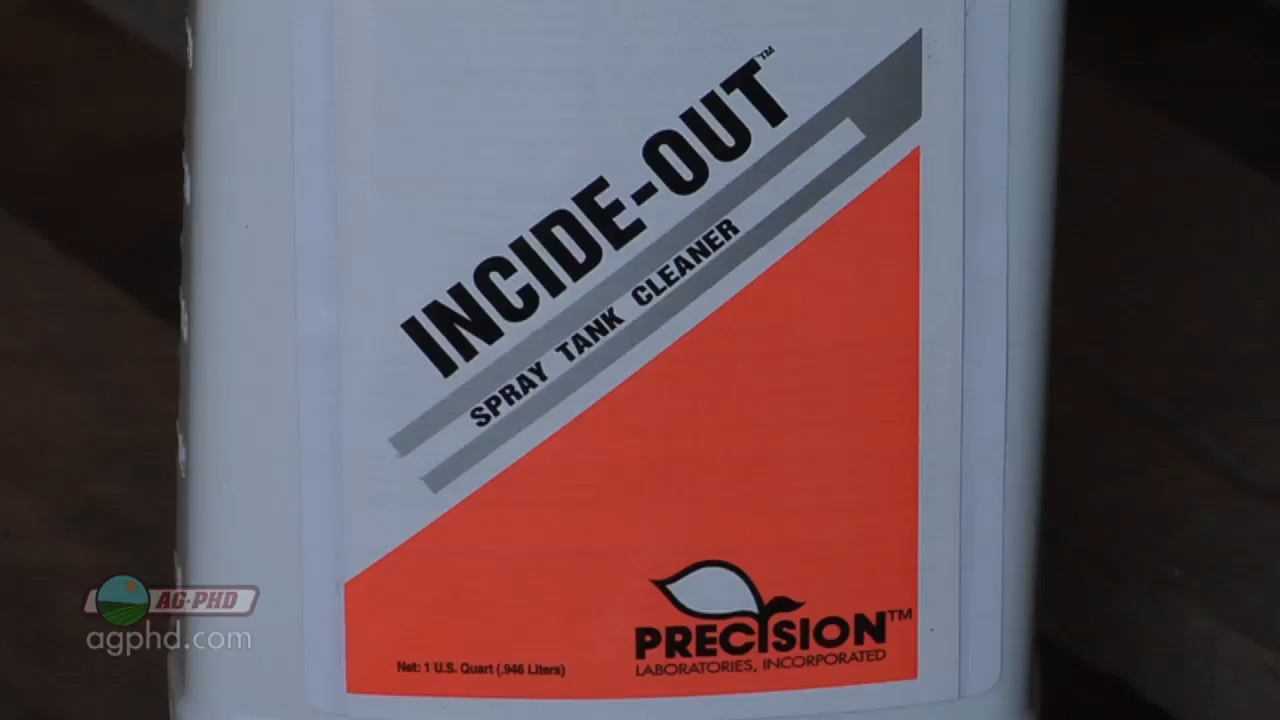 INCIDE-OUT™
SPRAY TANK CLEANER
PRECISION™
LABORATORIES, INCORPORATED
Net: 1 U.S. Quart (.946 Liters)
AG·PHD
agphd.com